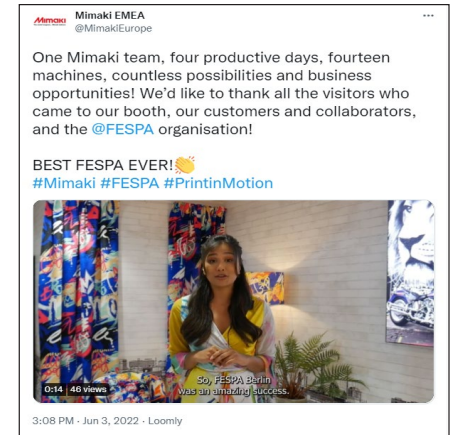 Mimaki
Mimaki EMEA
@MimakiEurope
One Mimaki team, four productive days, fourteen
machines, countless possibilities and business
opportunities! We'd like to thank all the visitors who
came to our booth, our customers and collaborators,
and the @FESPA organisation!
BEST FESPA EVER!👏
#Mimaki #FESPA #PrintinMotion
So, FESPA Berlin
was an amazing success.
0:14 46 views
3:08 PM · Jun 3, 2022 · Loomly